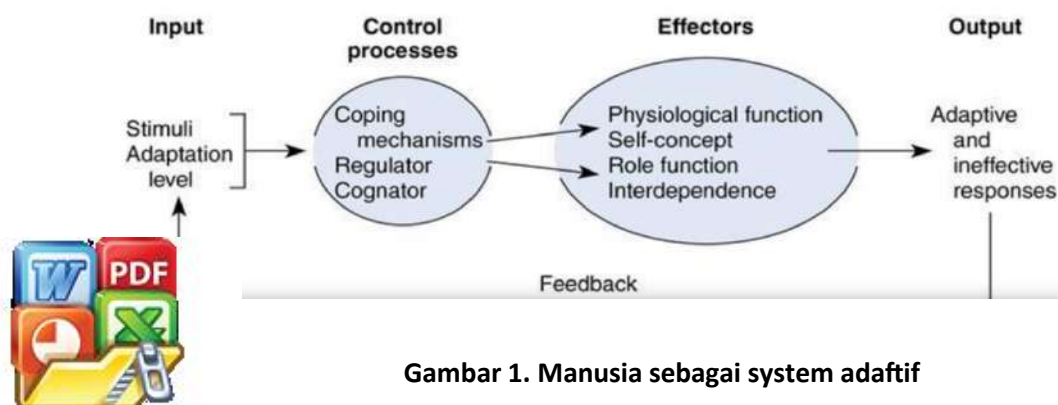 Input
Control
processes
Effectors
Output
Stimuli
Adaptation
level
Coping
mechanisms
Regulator
Cognator
Physiological function
Self-concept
Role function
Interdependence
Adaptive
and
ineffective
responses
Feedback
W
PDF
X
Gambar 1. Manusia sebagai system adaftif